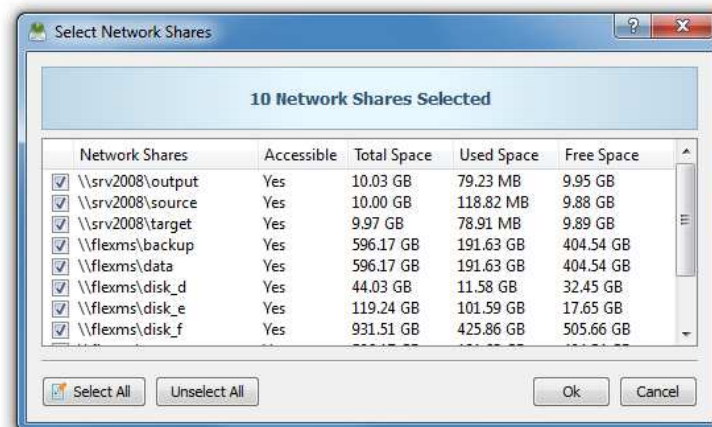 Select Network Shares
10 Network Shares Selected
Network Shares Accessible Total Space Used Space Free Space
\\srv2008\output Yes 10.03 GB 79.23 MB 9.95 GB
\\srv2008\source Yes 10.00 GB 118.82 MB 9.88 GB
\\srv2008\target Yes 9.97 GB 78.91 MB 9.89 GB
\\flexms\backup Yes 596.17 GB 191.63 GB 404.54 GB
\\flexms\data Yes 596.17 GB 191.63 GB 404.54 GB
\\flexms\disk_d Yes 44.03 GB 11.58 GB 32.45 GB
\\flexms\disk_e Yes 119.24 GB 101.59 GB 17.65 GB
\\flexms\disk_f Yes 931.51 GB 425.86 GB 505.66 GB
Select All Unselect All Ok Cancel